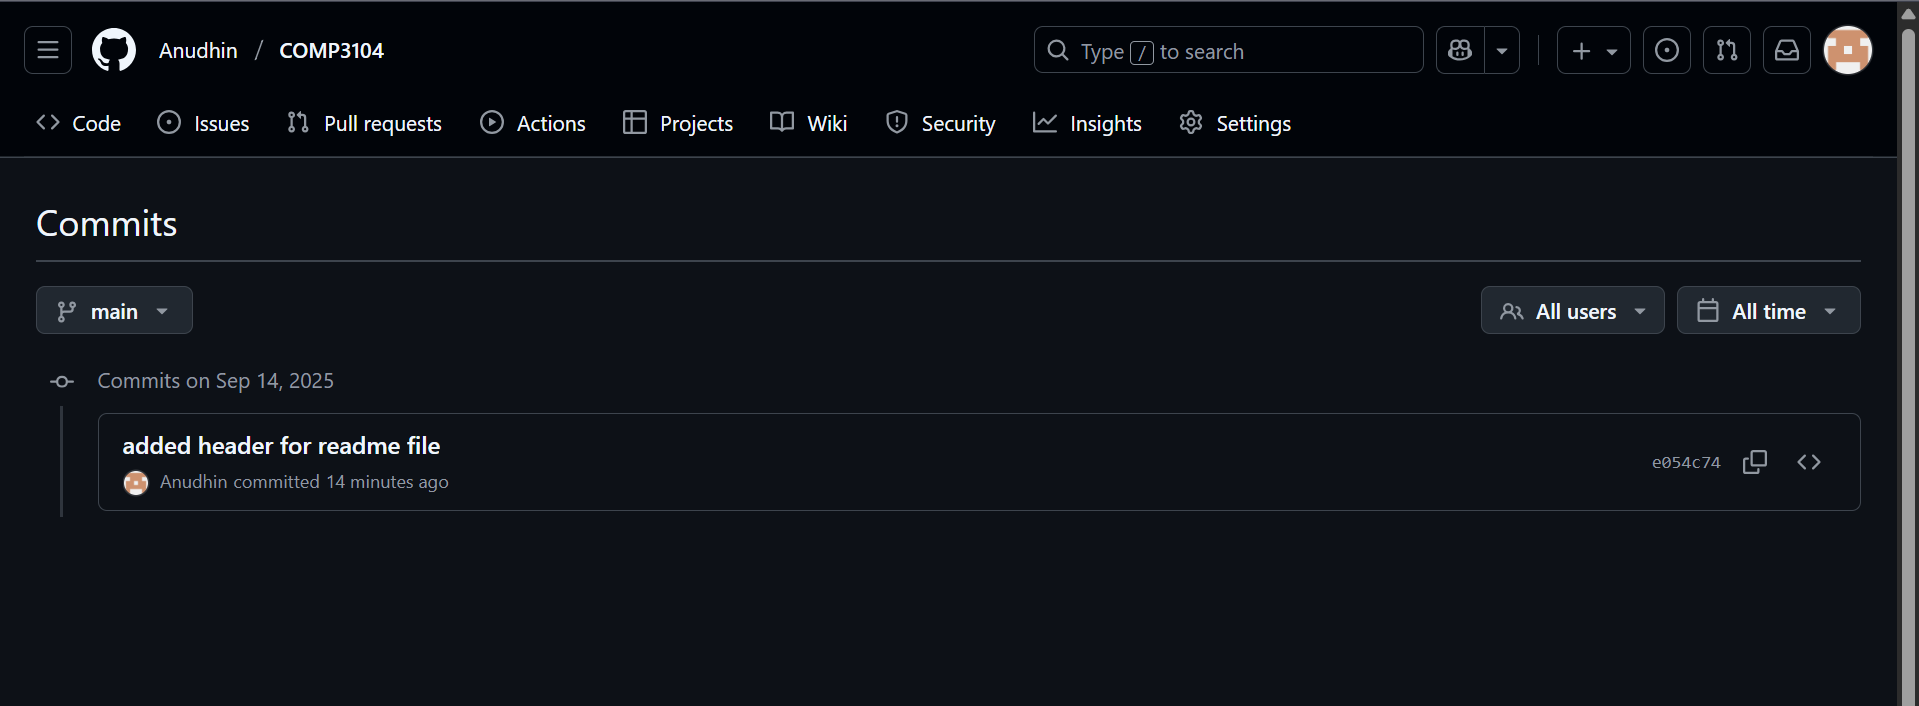 Anudhin / COMP3104
Type / to search
Code Issues Pull requests Actions Projects Wiki Security Insights Settings
Commits
main
All users All time
Commits on Sep 14, 2025
added header for readme file
e054c74
Anudhin committed 14 minutes ago